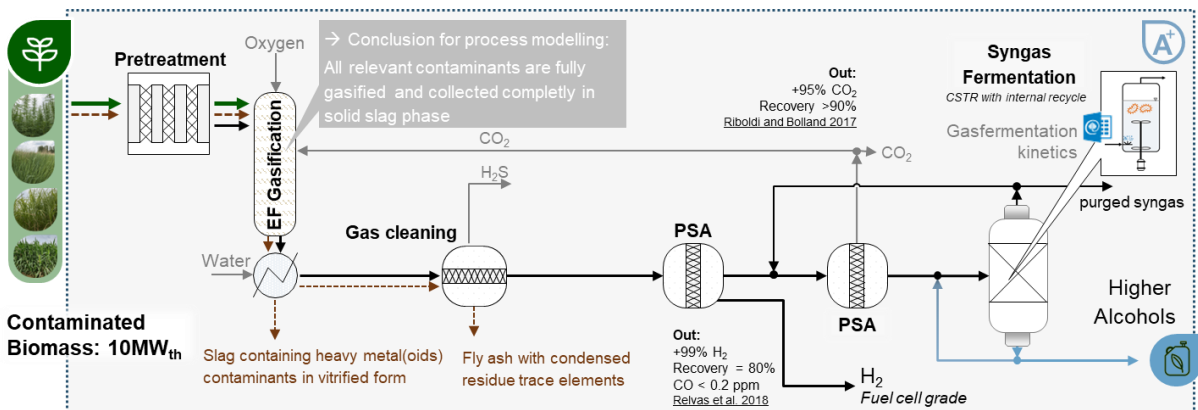 Pretreatment
Oxygen
→ Conclusion for process modelling:
All relevant contaminants are fully
gasified and collected completly in
solid slag phase
EF Gasification
Out:
+95% CO₂
Recovery >90%
Riboldi and Bolland 2017
Syngas
Fermentation
CSTR with internal recycle
Gasfermentation
kinetics
A+
CO₂
CO₂
H₂S
purged syngas
Gas cleaning
PSA
Water
PSA
Higher
Alcohols
Contaminated
Biomass: 10MWth
Slag containing heavy metal(oids)
contaminants in vitrified form
Fly ash with condensed
residue trace elements
Out:
+99% H₂
Recovery = 80%
CO < 0.2 ppm
Relvas et al. 2018
H₂
Fuel cell grade